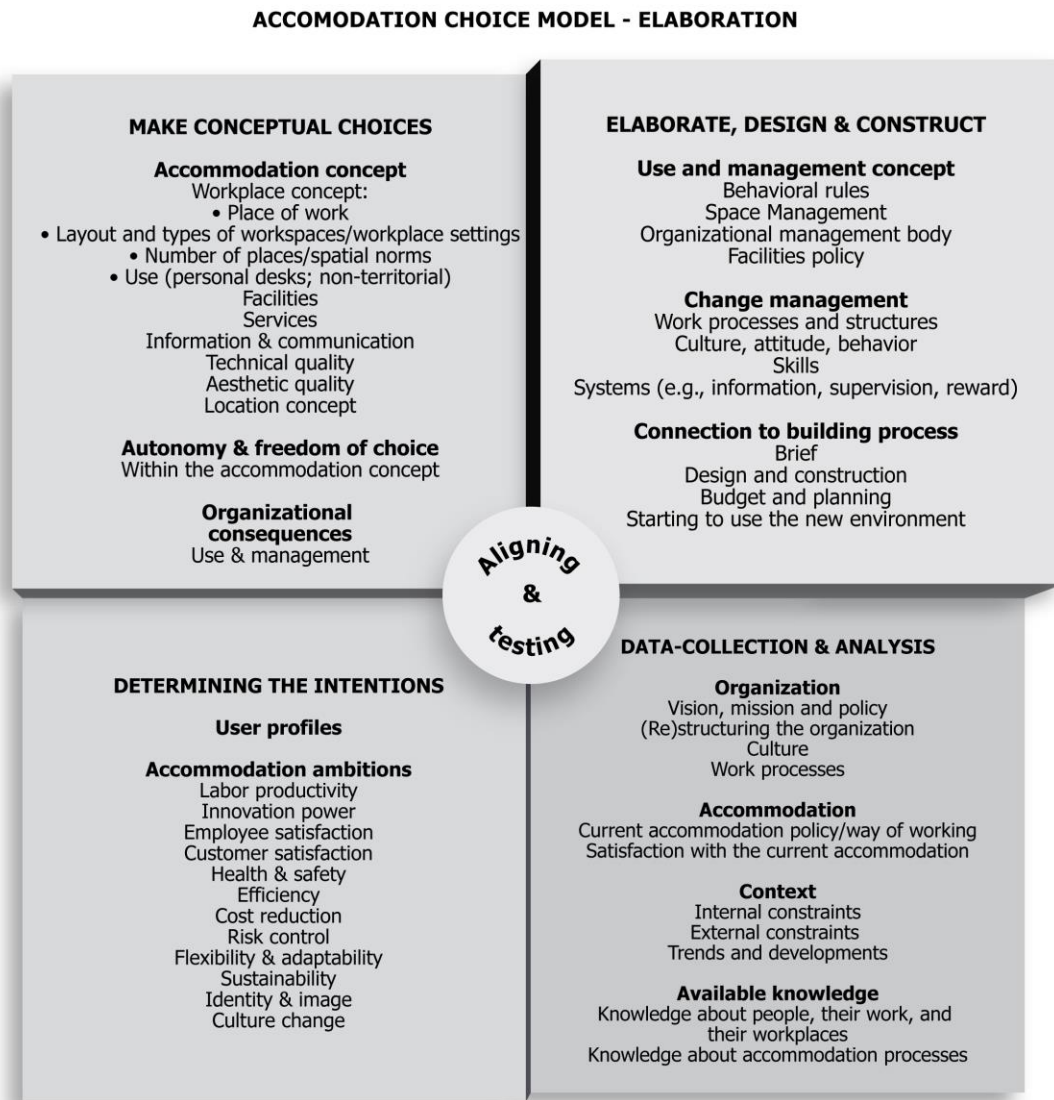 ACCOMODATION CHOICE MODEL - ELABORATION
MAKE CONCEPTUAL CHOICES
Accommodation concept
Workplace concept:
• Place of work
• Layout and types of workspaces/workplace settings
• Number of places/spatial norms
• Use (personal desks; non-territorial)
Facilities
Services
Information & communication
Technical quality
Aesthetic quality
Location concept
Autonomy & freedom of choice
Within the accommodation concept
Organizational
consequences
Use & management
ELABORATE, DESIGN & CONSTRUCT
Use and management concept
Behavioral rules
Space Management
Organizational management body
Facilities policy
Change management
Work processes and structures
Culture, attitude, behavior
Skills
Systems (e.g., information, supervision, reward)
Connection to building process
Brief
Design and construction
Budget and planning
Starting to use the new environment
Aligning
&
testing
DETERMINING THE INTENTIONS
User profiles
Accommodation ambitions
Labor productivity
Innovation power
Employee satisfaction
Customer satisfaction
Health & safety
Efficiency
Cost reduction
Risk control
Flexibility & adaptability
Sustainability
Identity & image
Culture change
DATA-COLLECTION & ANALYSIS
Organization
Vision, mission and policy
(Re)structuring the organization
Culture
Work processes
Accommodation
Current accommodation policy/way of working
Satisfaction with the current accommodation
Context
Internal constraints
External constraints
Trends and developments
Available knowledge
Knowledge about people, their work, and
their workplaces
Knowledge about accommodation processes